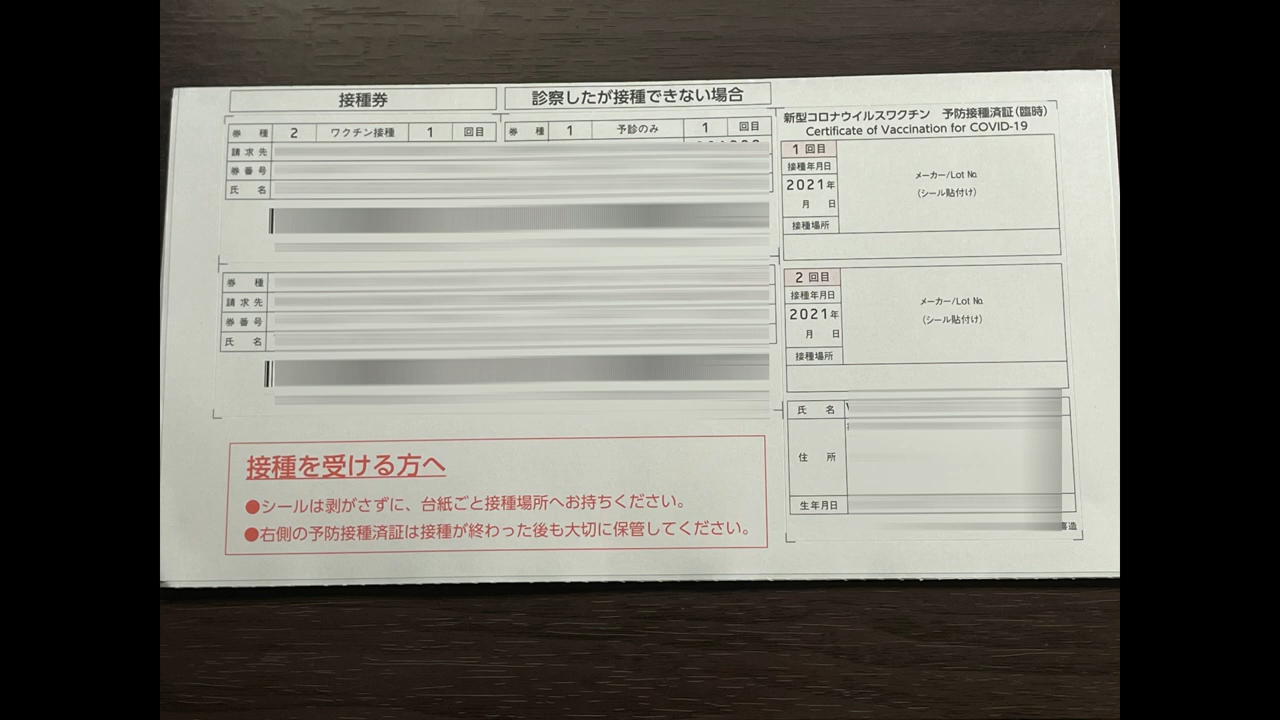 接種券
診察したが接種できない場合
券種 2 ワクチン接種 1 回目
券種 1 予診のみ 1 回目
請求先
券番号
氏名
券種
請求先
券番号
氏名
接種を受ける方へ
●シールは剥がさずに、台紙ごと接種場所へお持ちください。
●右側の予防接種済証は接種が終わった後も大切に保管してください。
新型コロナウイルスワクチン 予防接種済証(臨時)
Certificate of Vaccination for COVID-19
1回目
接種年月日
2021年
月 日
接種場所
メーカー/Lot No.
(シール貼付け)
2回目
接種年月日
2021年
月 日
接種場所
メーカー/Lot No.
(シール貼付け)
氏名
住所
生年月日